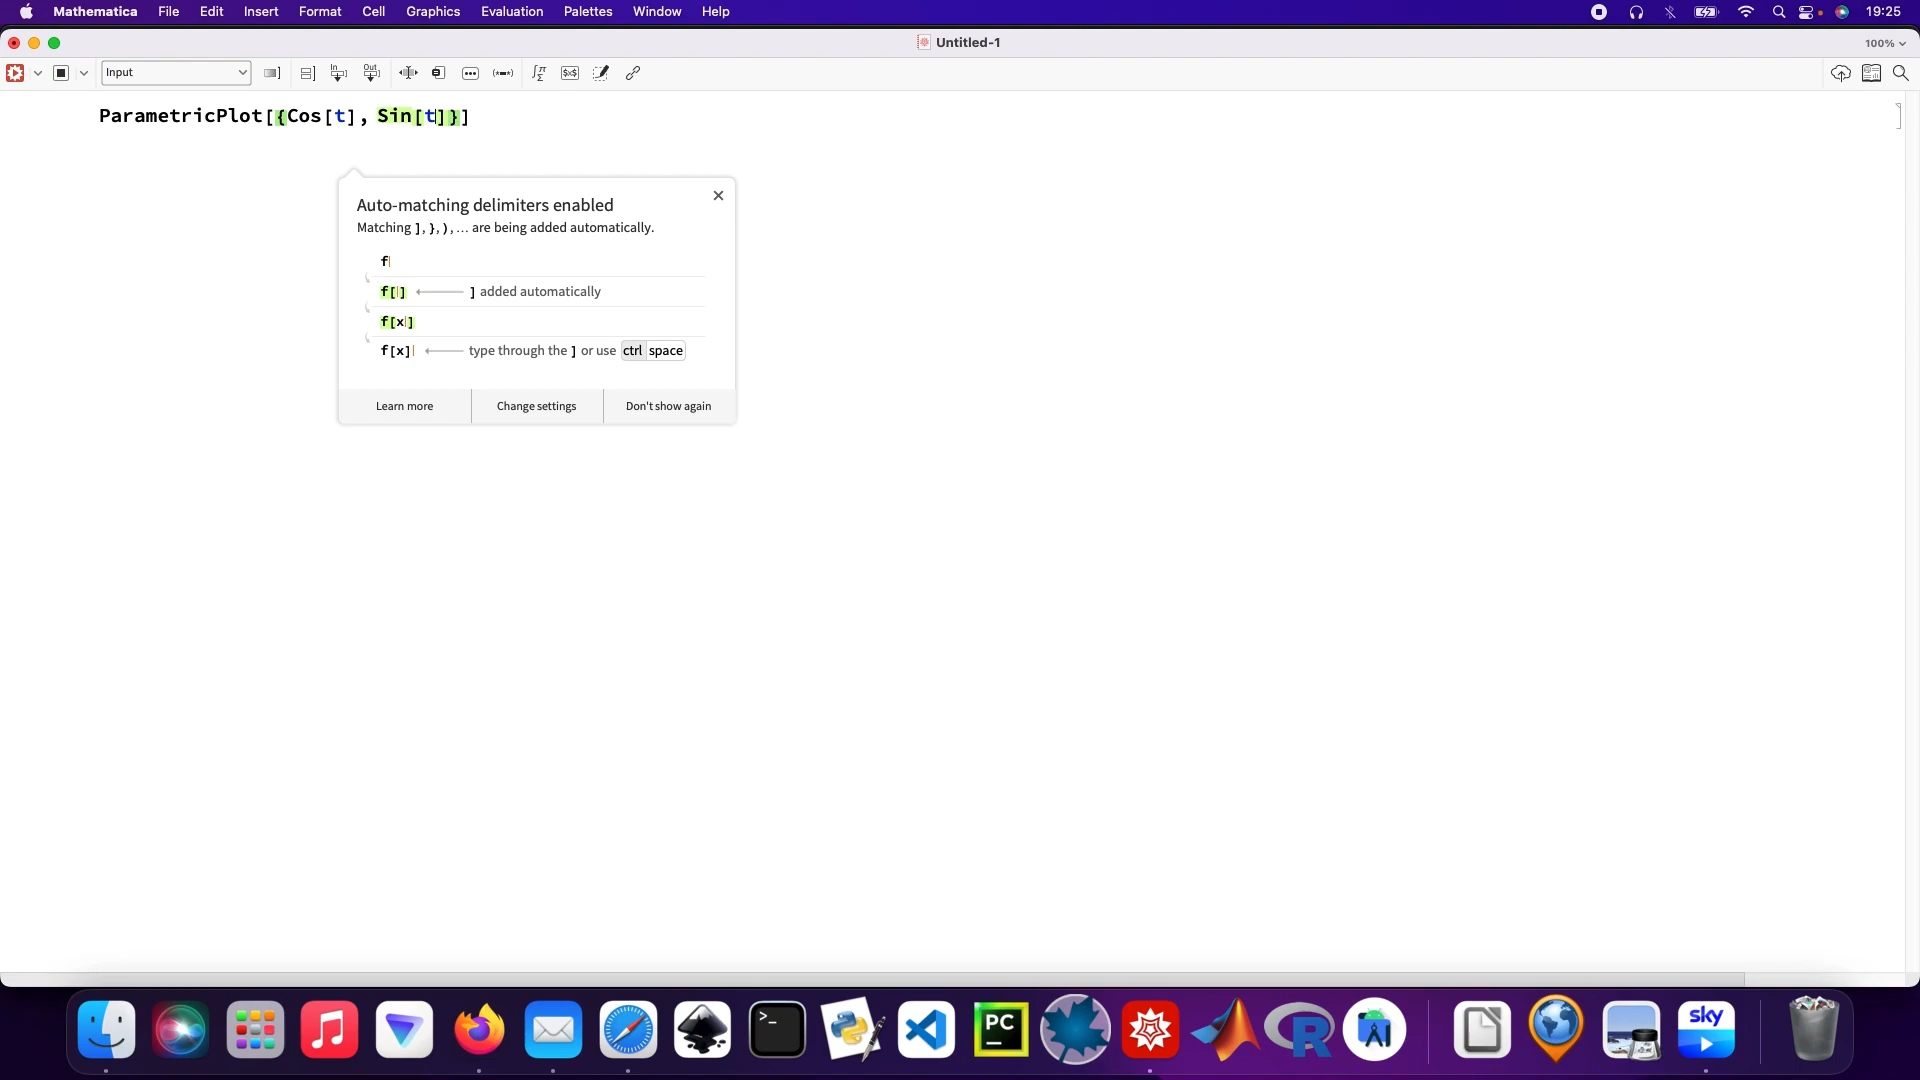 Mathematica File Edit Insert Format Cell Graphics Evaluation Palettes Window Help 19:25
Untitled-1 100%
Input In Out $x$
ParametricPlot[{Cos[t], Sin[t]}]
Auto-matching delimiters enabled
Matching ],},),… are being added automatically.
f
f[] ] added automatically
f[x]
f[x] type through the ] or use ctrl space
Learn more Change settings Don't show again
>_ PC R sky